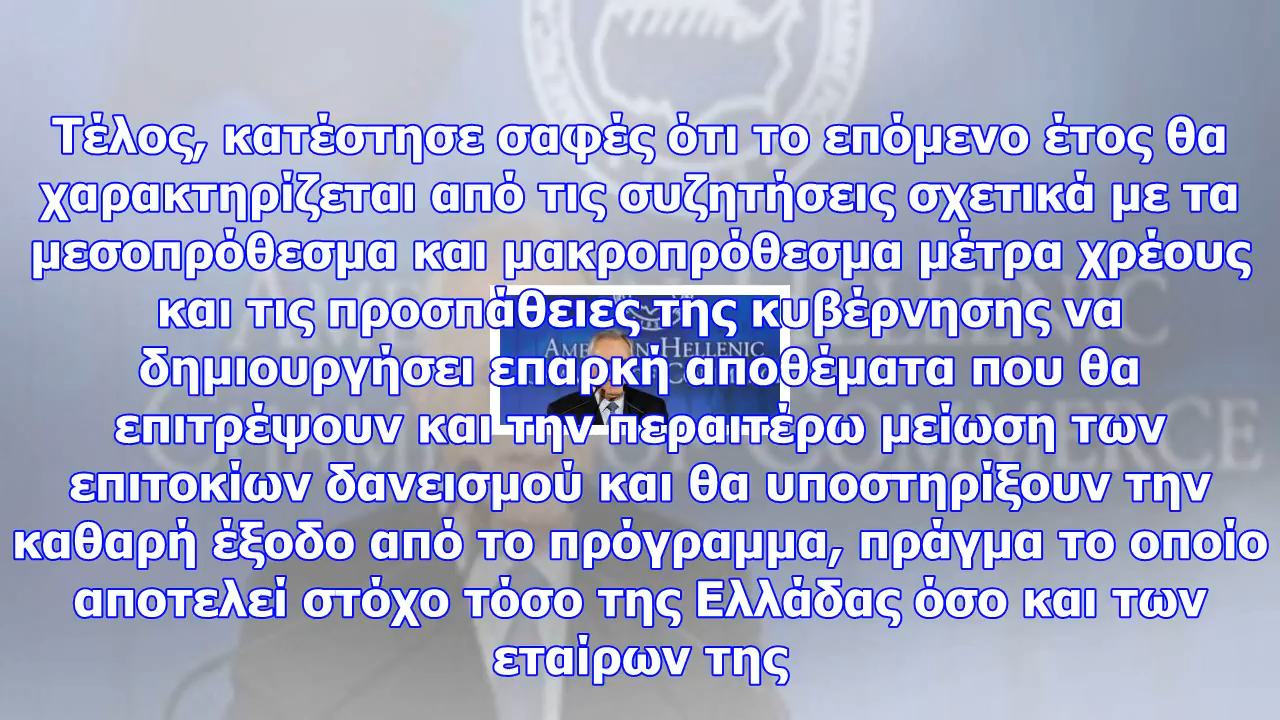 Τέλος, κατέστησε σαφές ότι το επόμενο έτος θα
χαρακτηρίζεται από τις συζητήσεις σχετικά με τα
μεσοπρόθεσμα και μακροπρόθεσμα μέτρα χρέους
και τις προσπάθειες της κυβέρνησης να
δημιουργήσει επαρκή αποθέματα που θα
επιτρέψουν και την περαιτέρω μείωση των
επιτοκίων δανεισμού και θα υποστηρίξουν την
καθαρή έξοδο από το πρόγραμμα, πράγμα το οποίο
αποτελεί στόχο τόσο της Ελλάδας όσο και των
εταίρων της
HELLENIC
OF COMMERCE